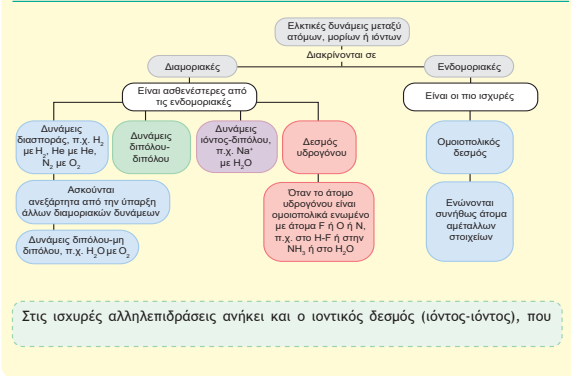 Ελκτικές δυνάμεις μεταξύ
ατόμων, μορίων ή ιόντων
Διακρίνονται σε
Διαμοριακές
Ενδομοριακές
Είναι ασθενέστερες από
τις ενδομοριακές
Είναι οι πιο ισχυρές
Δυνάμεις
διασποράς, π.χ. H₂
με H₂, He με He,
N₂ με O₂
Δυνάμεις
διπόλου-
διπόλου
Δυνάμεις
ιόντος-διπόλου,
π.χ. Na⁺
με H₂O
Δεσμός
υδρογόνου
Ομοιοπολικός
δεσμός
Ασκούνται
ανεξάρτητα από την ύπαρξη
άλλων διαμοριακών δυνάμεων
Όταν το άτομο
υδρογόνου είναι
ομοιοπολικά ενωμένο
με άτομα F ή O ή N,
π.χ. στο H-F ή στην
NH₃ ή στο H₂O
Ενώνονται
συνήθως άτομα
αμέταλλων
στοιχείων
Δυνάμεις διπόλου-μη
διπόλου, π.χ. H₂O με O₂
Στις ισχυρές αλληλεπιδράσεις ανήκει και ο ιοντικός δεσμός (ιόντος-ιόντος), που